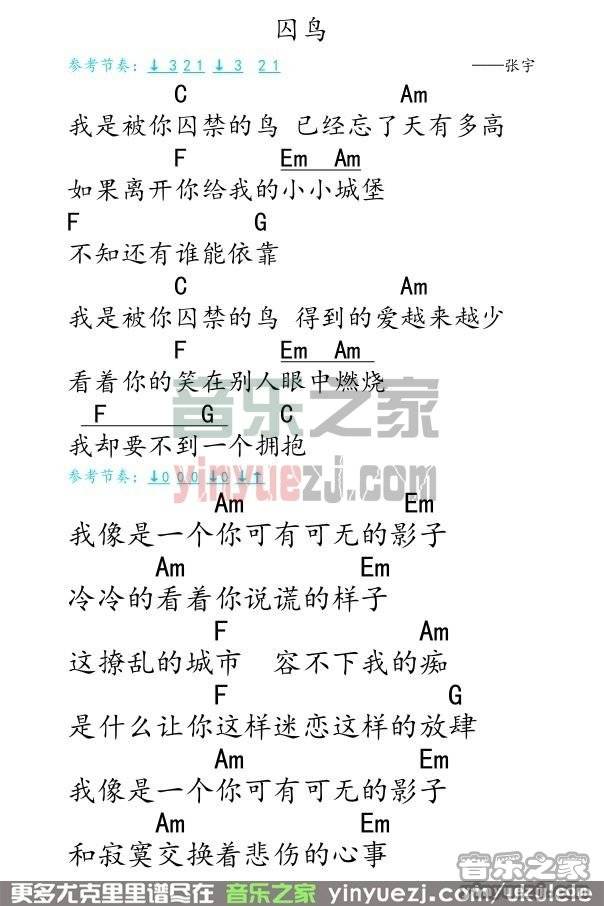 囚鸟
参考节奏：↓ 3 2 1 ↓ 3 2 1 ——张宇
C Am
我是被你囚禁的鸟 已经忘了天有多高
F Em Am
如果离开你给我的小小城堡
F G
不知还有谁能依靠
C Am
我是被你囚禁的鸟 得到的爱越来越少
F Em Am
看着你的笑在别人眼中燃烧
F G C
我却要不到一个拥抱
参考节奏：↓0 0 0 ↓0 ↓↑
音乐之家
yinyuezj.com
Am Em
我像是一个你可有可无的影子
Am Em
冷冷的看着你说谎的样子
F Am
这撩乱的城市 容不下我的痴
F G
是什么让你这样迷恋这样的放肆
Am Em
我像是一个你可有可无的影子
Am Em
和寂寞交换着悲伤的心事
音乐之家
更多尤克里里谱尽在 音乐之家 yinyuezj.com ukuu.com